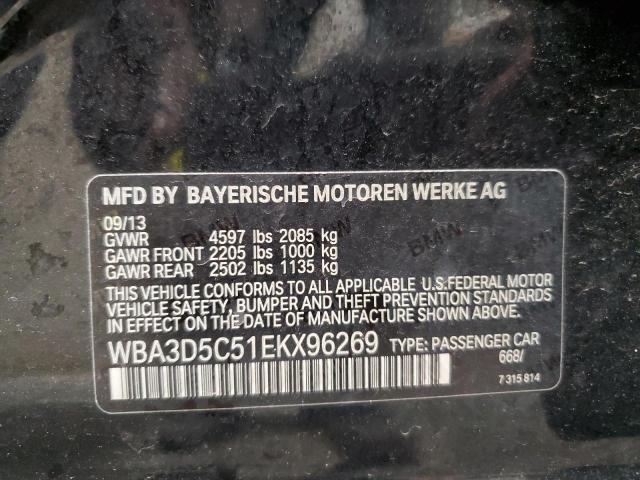 MFD BY BAYERISCHE MOTOREN WERKE AG
09/13
GVWR 4597 lbs 2085 kg
GAWR FRONT 2205 lbs 1000 kg
GAWR REAR 2502 lbs 1135 kg
THIS VEHICLE CONFORMS TO ALL APPLICABLE U.S.FEDERAL MOTOR
VEHICLE SAFETY, BUMPER AND THEFT PREVENTION STANDARDS
IN EFFECT ON THE DATE OF MANUFACTURE SHOWN ABOVE.
WBA3D5C51EKX96269 TYPE: PASSENGER CAR
668/
7 315 814